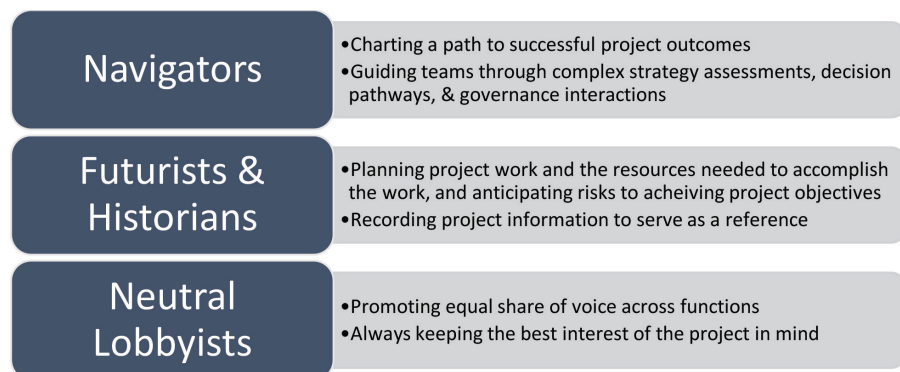 Navigators
•Charting a path to successful project outcomes
•Guiding teams through complex strategy assessments, decision
pathways, & governance interactions
Futurists &
Historians
•Planning project work and the resources needed to accomplish
the work, and anticipating risks to acheiving project objectives
•Recording project information to serve as a reference
Neutral
Lobbyists
•Promoting equal share of voice across functions
•Always keeping the best interest of the project in mind